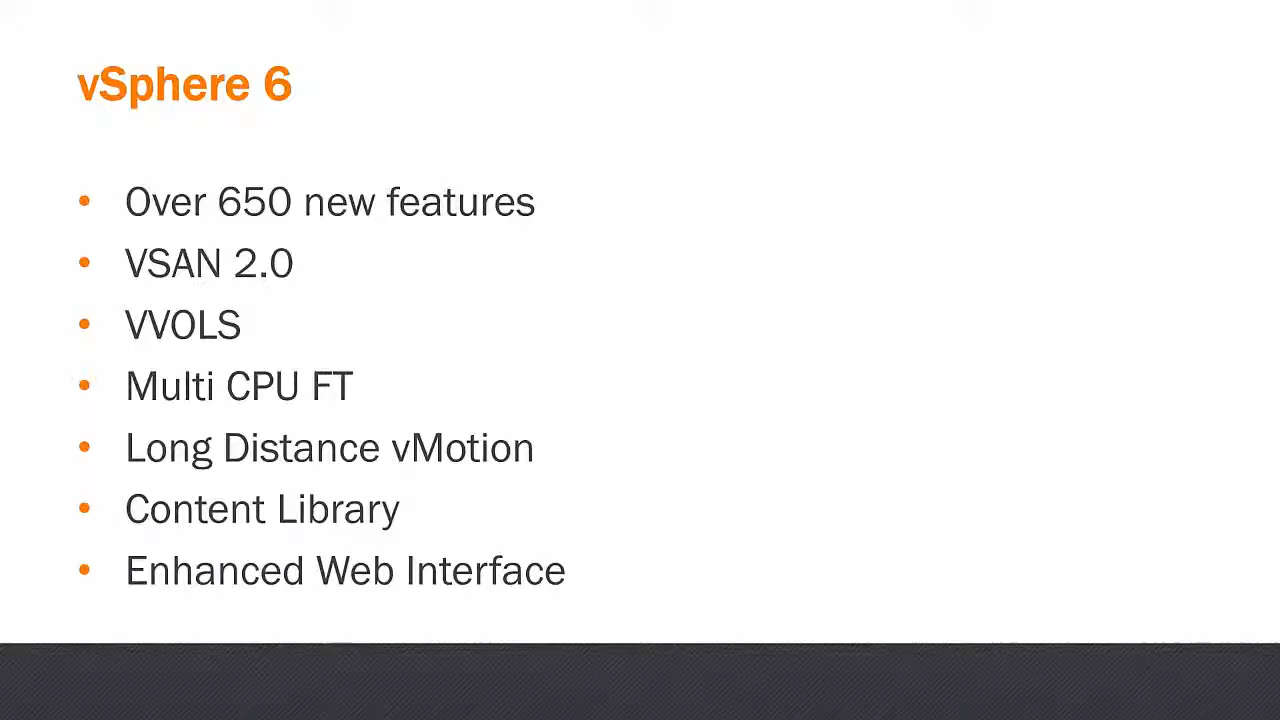 vSphere 6
• Over 650 new features
• VSAN 2.0
• VVOLS
• Multi CPU FT
• Long Distance vMotion
• Content Library
• Enhanced Web Interface